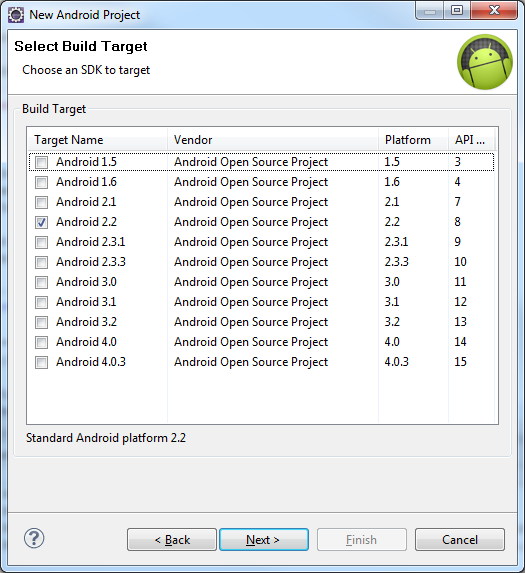 New Android Project
Select Build Target
Choose an SDK to target
Build Target
Target Name Vendor Platform API ...
Android 1.5 Android Open Source Project 1.5 3
Android 1.6 Android Open Source Project 1.6 4
Android 2.1 Android Open Source Project 2.1 7
Android 2.2 Android Open Source Project 2.2 8
Android 2.3.1 Android Open Source Project 2.3.1 9
Android 2.3.3 Android Open Source Project 2.3.3 10
Android 3.0 Android Open Source Project 3.0 11
Android 3.1 Android Open Source Project 3.1 12
Android 3.2 Android Open Source Project 3.2 13
Android 4.0 Android Open Source Project 4.0 14
Android 4.0.3 Android Open Source Project 4.0.3 15
Standard Android platform 2.2
? < Back Next > Finish Cancel